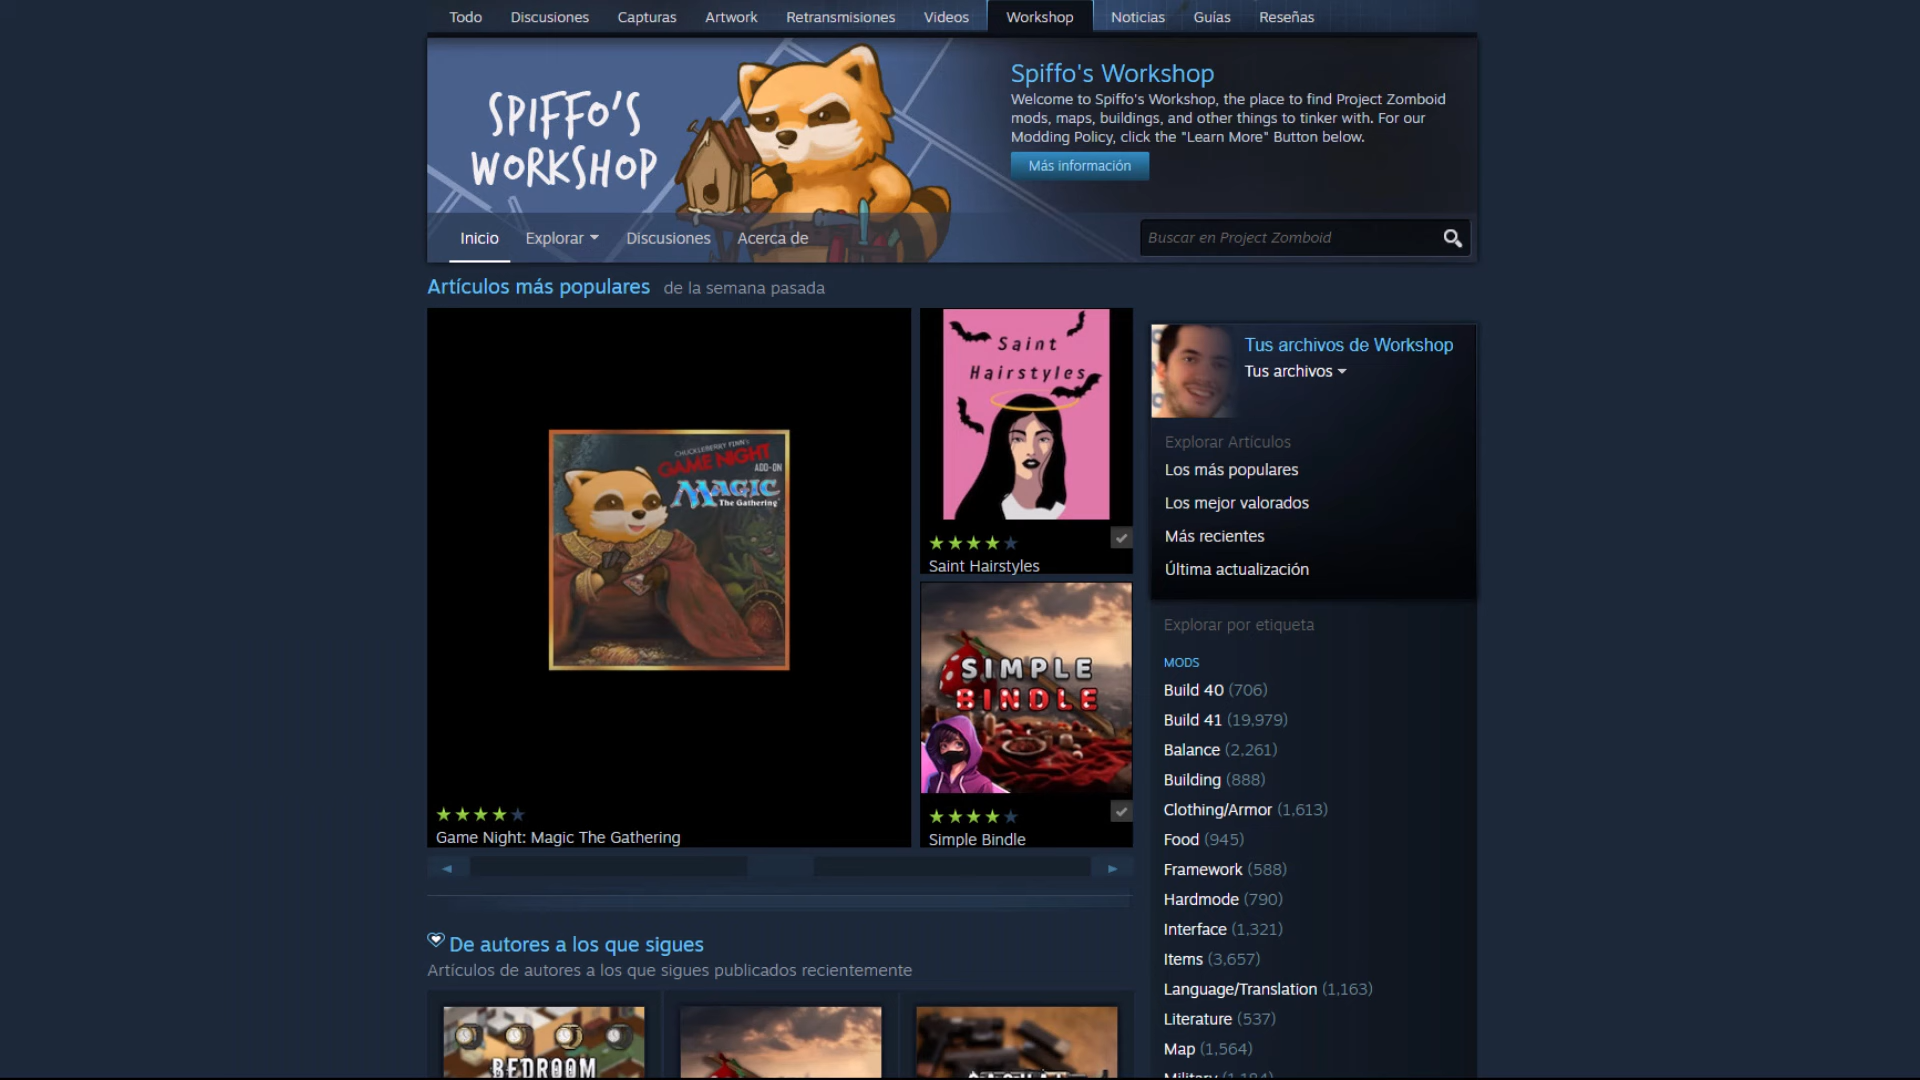 Todo
Discusiones
Capturas
Artwork
Retransmisiones
Videos
Workshop
Noticias
Guías
Reseñas
SPIFFO'S
WORKSHOP
Spiffo's Workshop
Welcome to Spiffo's Workshop, the place to find Project Zomboid
mods, maps, buildings, and other things to tinker with. For our
Modding Policy, click the "Learn More" Button below.
Más información
Inicio
Explorar
Discusiones
Acerca de
Buscar en Project Zomboid
Artículos más populares de la semana pasada
CHUCKLEBERRY FINN'S
GAME NIGHT
ADD-ON
MAGIC
The Gathering
Game Night: Magic The Gathering
Saint
Hairstyles
Saint Hairstyles
SIMPLE
BINDLE
Simple Bindle
De autores a los que sigues
Artículos de autores a los que sigues publicados recientemente
BEDROOM
Tus archivos de Workshop
Tus archivos
Explorar Artículos
Los más populares
Los mejor valorados
Más recientes
Última actualización
Explorar por etiqueta
MODS
Build 40 (706)
Build 41 (19,979)
Balance (2,261)
Building (888)
Clothing/Armor (1,613)
Food (945)
Framework (588)
Hardmode (790)
Interface (1,321)
Items (3,657)
Language/Translation (1,163)
Literature (537)
Map (1,564)
Military (1,184)